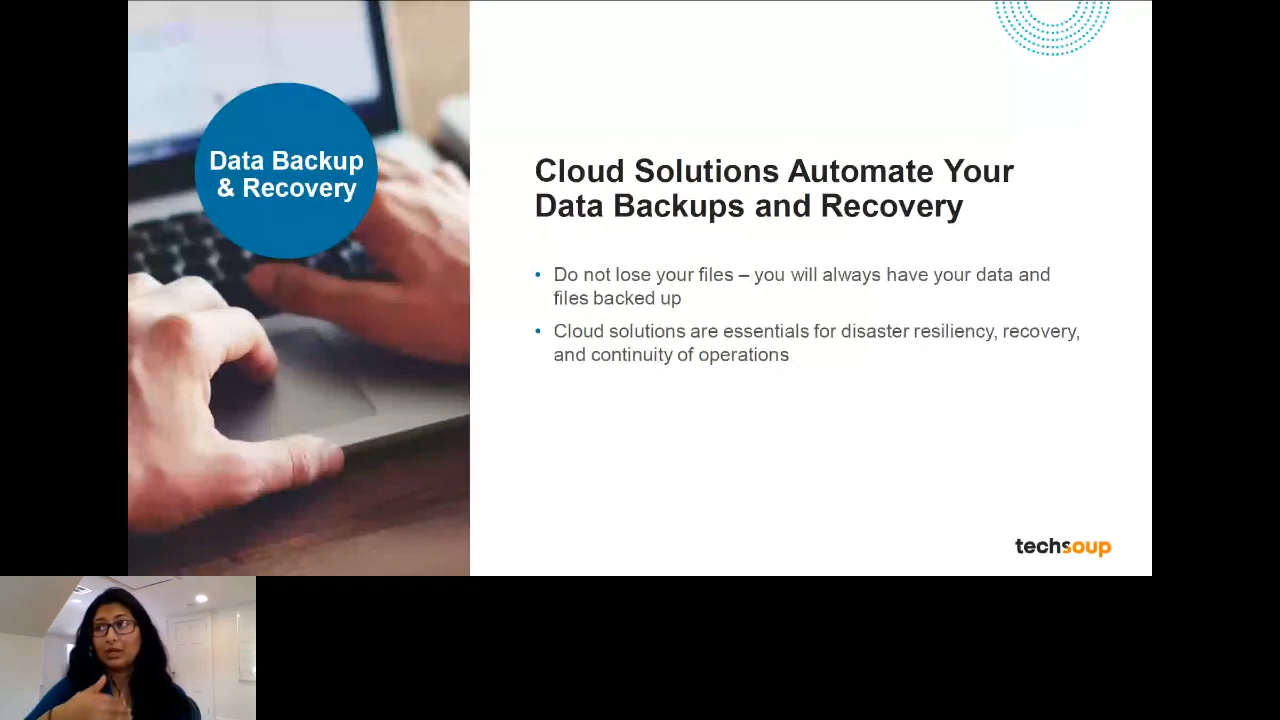 Data Backup
& Recovery
Cloud Solutions Automate Your
Data Backups and Recovery
• Do not lose your files – you will always have your data and
files backed up
• Cloud solutions are essentials for disaster resiliency, recovery,
and continuity of operations
techsoup